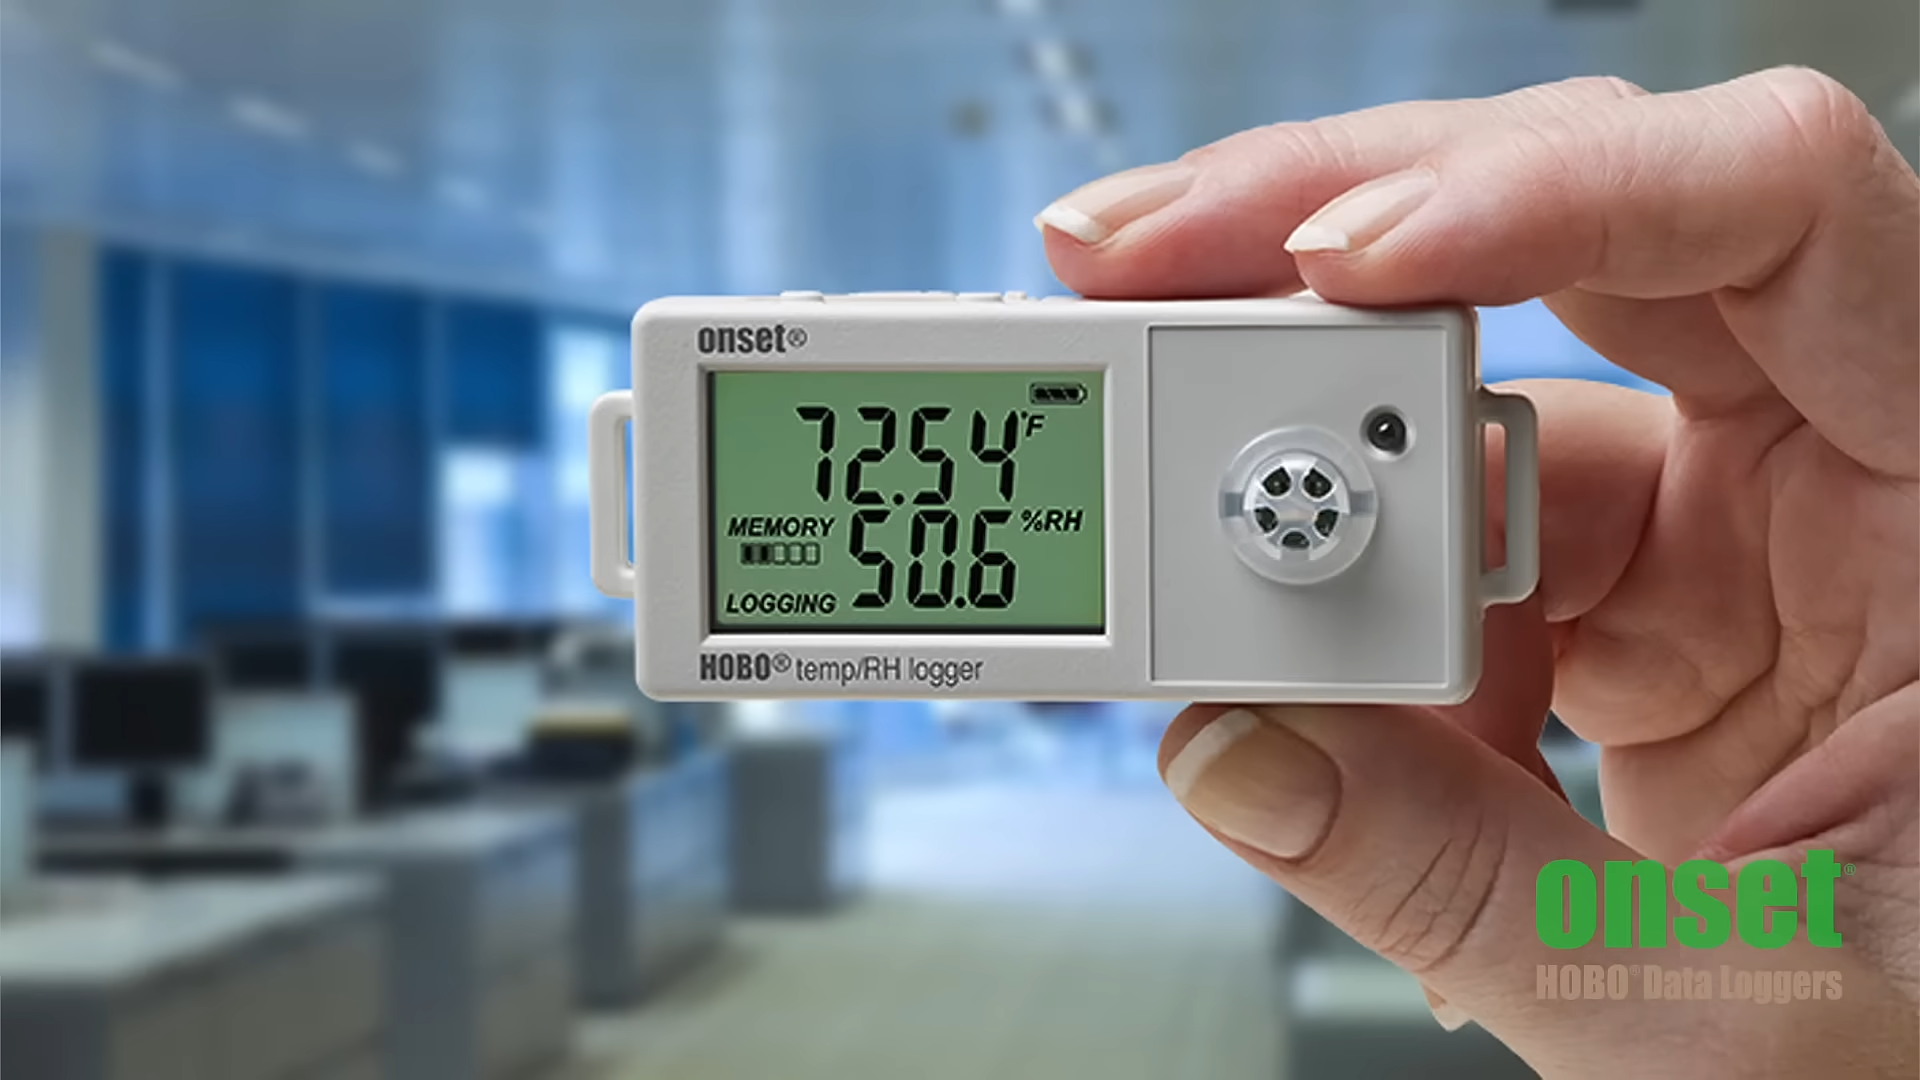 onset®
72.54°F
MEMORY
50.6 %RH
LOGGING
HOBO® temp/RH logger
onset®
HOBO® Data Loggers